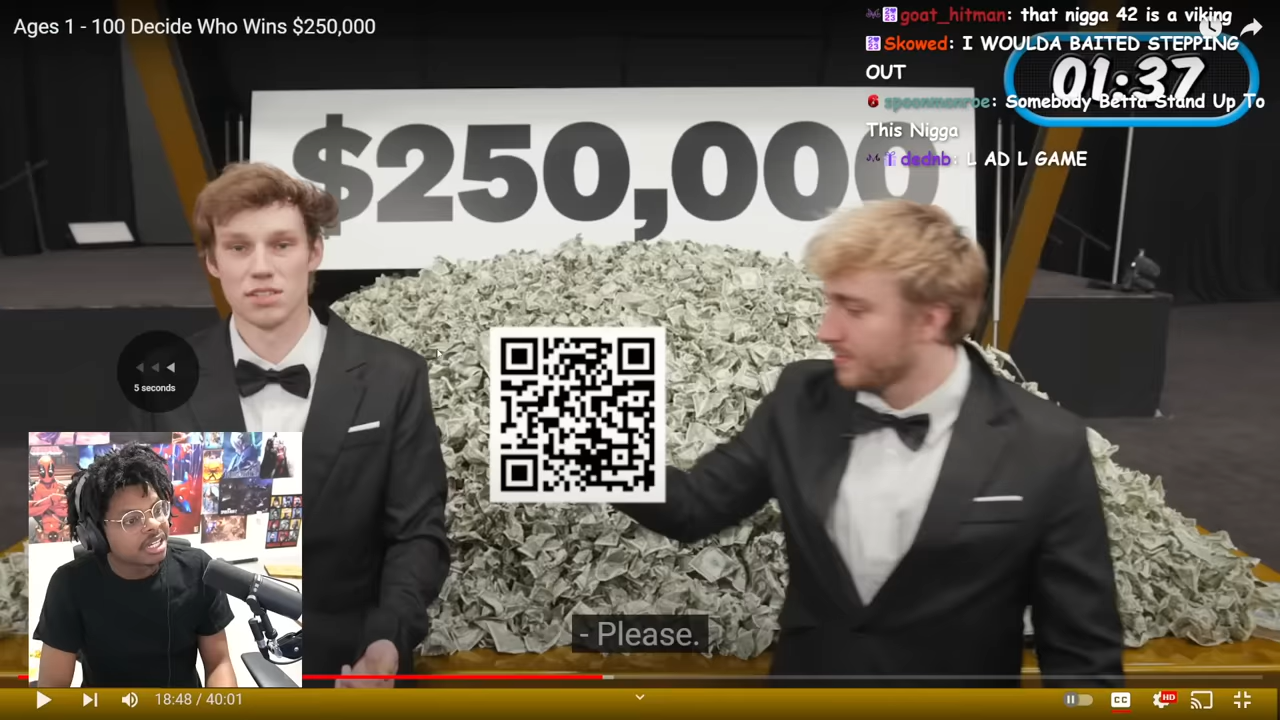 Ages 1 - 100 Decide Who Wins $250,000
goat_hitman: that nigga 42 is a viking
Skowed: I WOULDA BAITED STEPPING
OUT
spoonmanroe: Somebody Betta Stand Up To
This Nigga
dednb: L AD L GAME
01:37
$250,000
5 seconds
- Please.
18:48 / 40:01
CC
HD